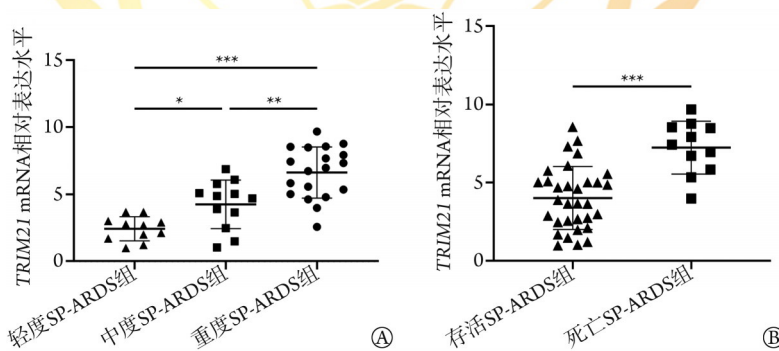 TRIM21 mRNA相对表达水平
15
10
5
0
***
*
**
轻度SP-ARDS组
中度SP-ARDS组
重度SP-ARDS组
Ⓐ
TRIM21 mRNA相对表达水平
15
10
5
0
***
存活SP-ARDS组
死亡SP-ARDS组
Ⓑ